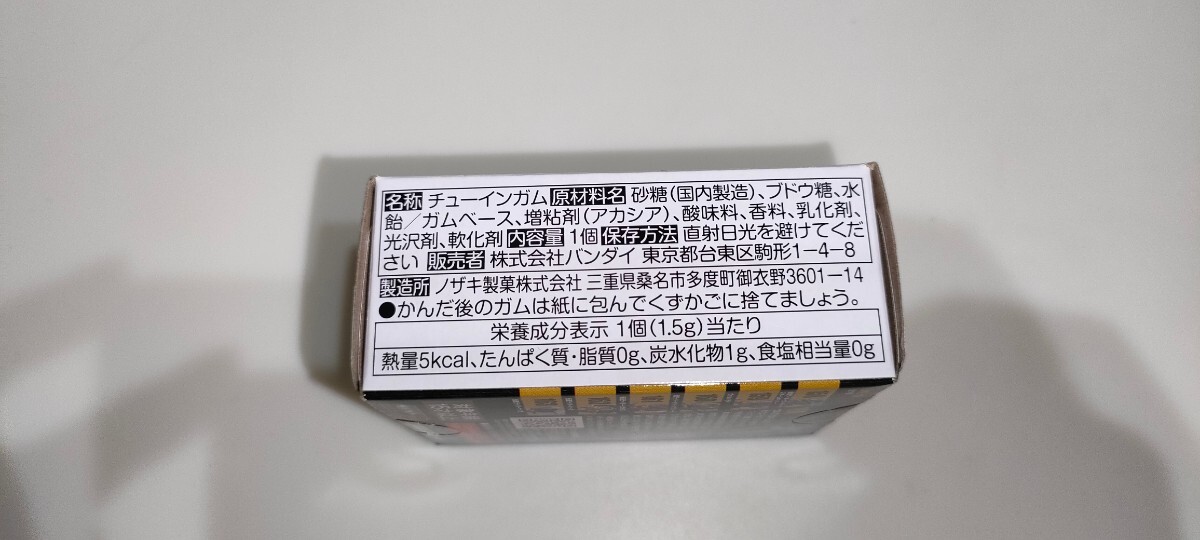 名称 チューインガム 原材料名 砂糖(国内製造)、ブドウ糖、水
飴/ガムベース、増粘剤(アカシア)、酸味料、香料、乳化剤、
光沢剤、軟化剤 内容量 1個 保存方法 直射日光を避けてくだ
さい 販売者 株式会社バンダイ 東京都台東区駒形1-4-8
製造所 ノザキ製菓株式会社 三重県桑名市多度町御衣野3601-14
●かんだ後のガムは紙に包んでくずかごに捨てましょう。
栄養成分表示 1個(1.5g)当たり
熱量5kcal、たんぱく質・脂質0g、炭水化物1g、食塩相当量0g